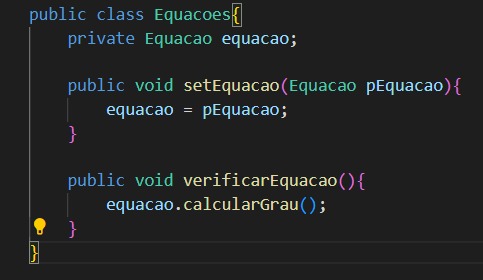 public class Equacoes{
private Equacao equacao;
public void setEquacao(Equacao pEquacao){
equacao = pEquacao;
}
public void verificarEquacao(){
equacao.calcularGrau();
}
}